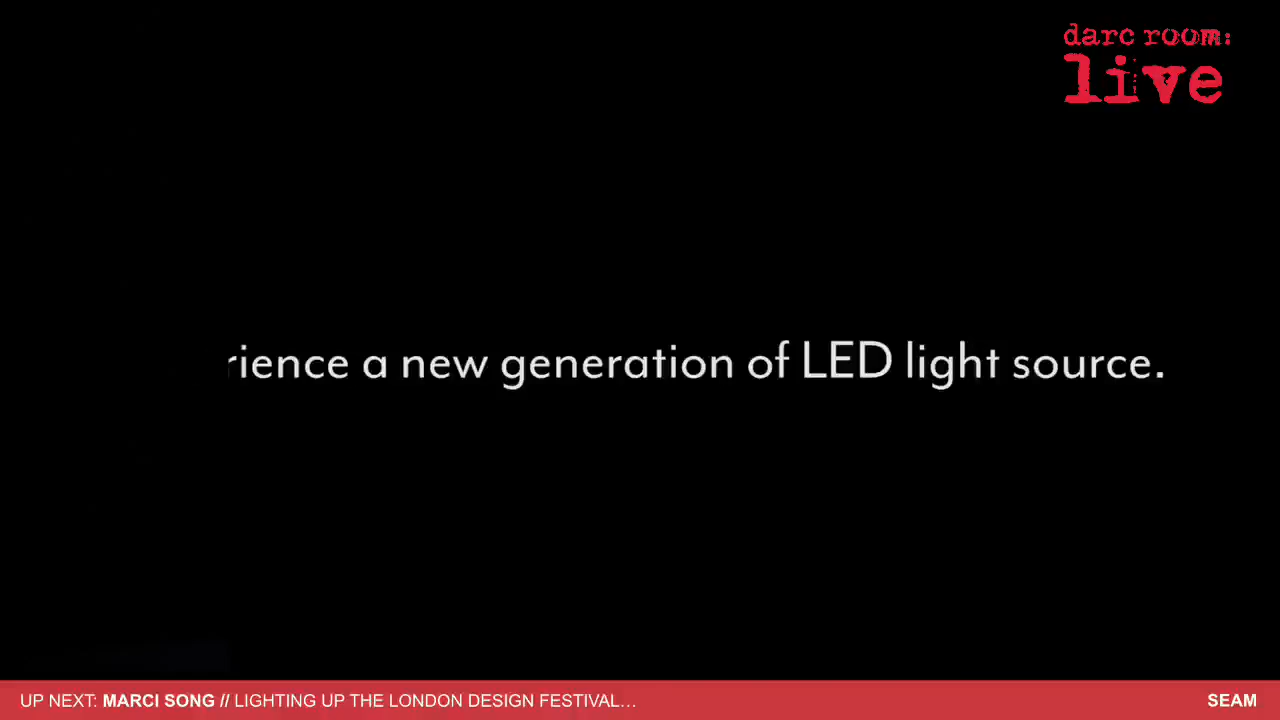 darc room:
live
rience a new generation of LED light source.
UP NEXT: MARCI SONG // LIGHTING UP THE LONDON DESIGN FESTIVAL… SEAM